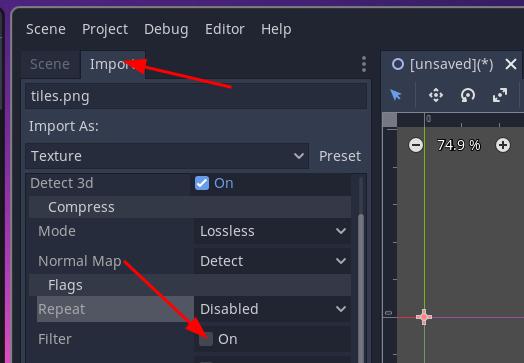 Scene Project Debug Editor Help
Scene Import [unsaved](*)
tiles.png
Import As:
74.9 %
Texture Preset
Detect 3d On
Compress
Mode Lossless
Normal Map Detect
Flags
Repeat Disabled
Filter On
0
0